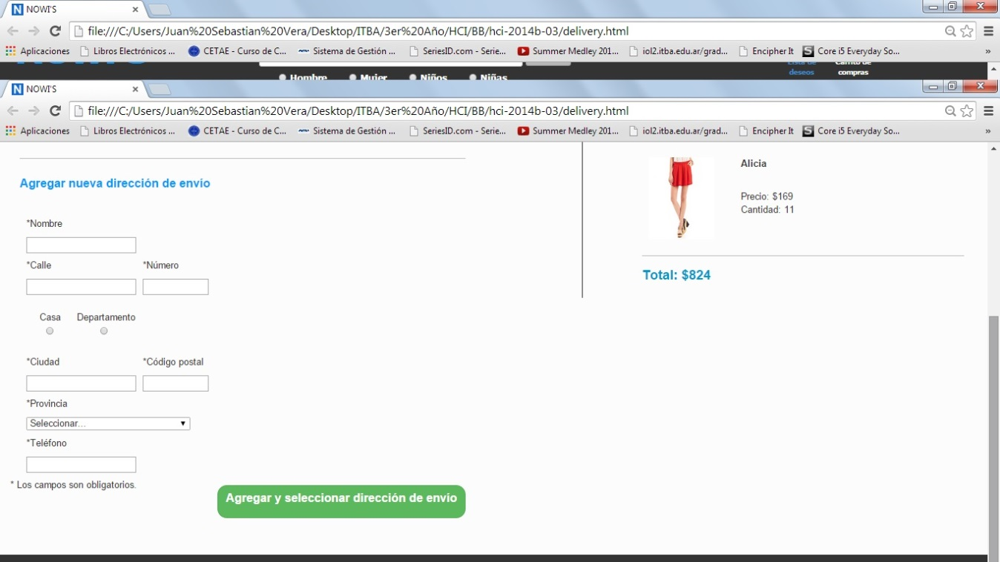 NOWI'S
file:///C:/Users/Juan%20Sebastian%20Vera/Desktop/ITBA/3er%20Año/HCI/BB/hci-2014b-03/delivery.html
Aplicaciones Libros Electrónicos ... CETAE - Curso de C... Sistema de Gestión ... SeriesID.com - Serie... Summer Medley 201... iol2.itba.edu.ar/grad... Encipher It Core i5 Everyday So... »
Hombre Mujer Niños Niñas
deseos compras
NOWI'S
file:///C:/Users/Juan%20Sebastian%20Vera/Desktop/ITBA/3er%20Año/HCI/BB/hci-2014b-03/delivery.html
Aplicaciones Libros Electrónicos ... CETAE - Curso de C... Sistema de Gestión ... SeriesID.com - Serie... Summer Medley 201... iol2.itba.edu.ar/grad... Encipher It Core i5 Everyday So... »
Agregar nueva dirección de envío
*Nombre
*Calle *Número
Casa Departamento
*Ciudad *Código postal
*Provincia
Seleccionar...
*Teléfono
* Los campos son obligatorios.
Agregar y seleccionar dirección de envío
Alicia
Precio: $169
Cantidad: 11
Total: $824